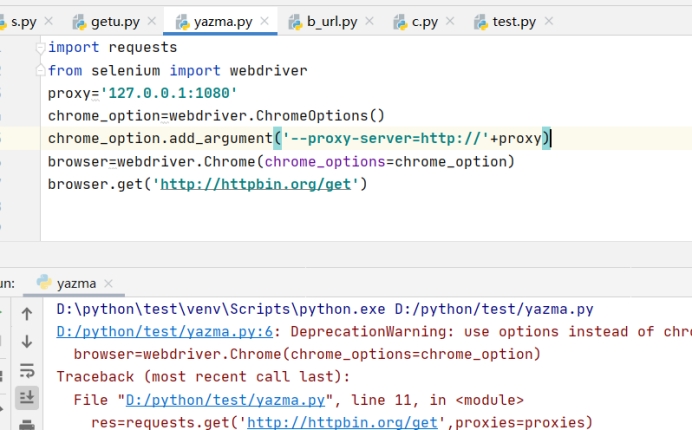 s.py getu.py yazma.py b_url.py c.py test.py
import requests
from selenium import webdriver
proxy='127.0.0.1:1080'
chrome_option=webdriver.ChromeOptions()
chrome_option.add_argument('--proxy-server=http://'+proxy)
browser=webdriver.Chrome(chrome_options=chrome_option)
browser.get('http://httpbin.org/get')
un: yazma
D:\python\test\venv\Scripts\python.exe D:/python/test/yazma.py
D:/python/test/yazma.py:6: DeprecationWarning: use options instead of chro
browser=webdriver.Chrome(chrome_options=chrome_option)
Traceback (most recent call last):
File "D:/python/test/yazma.py", line 11, in <module>
res=requests.get('http://httpbin.org/get',proxies=proxies)